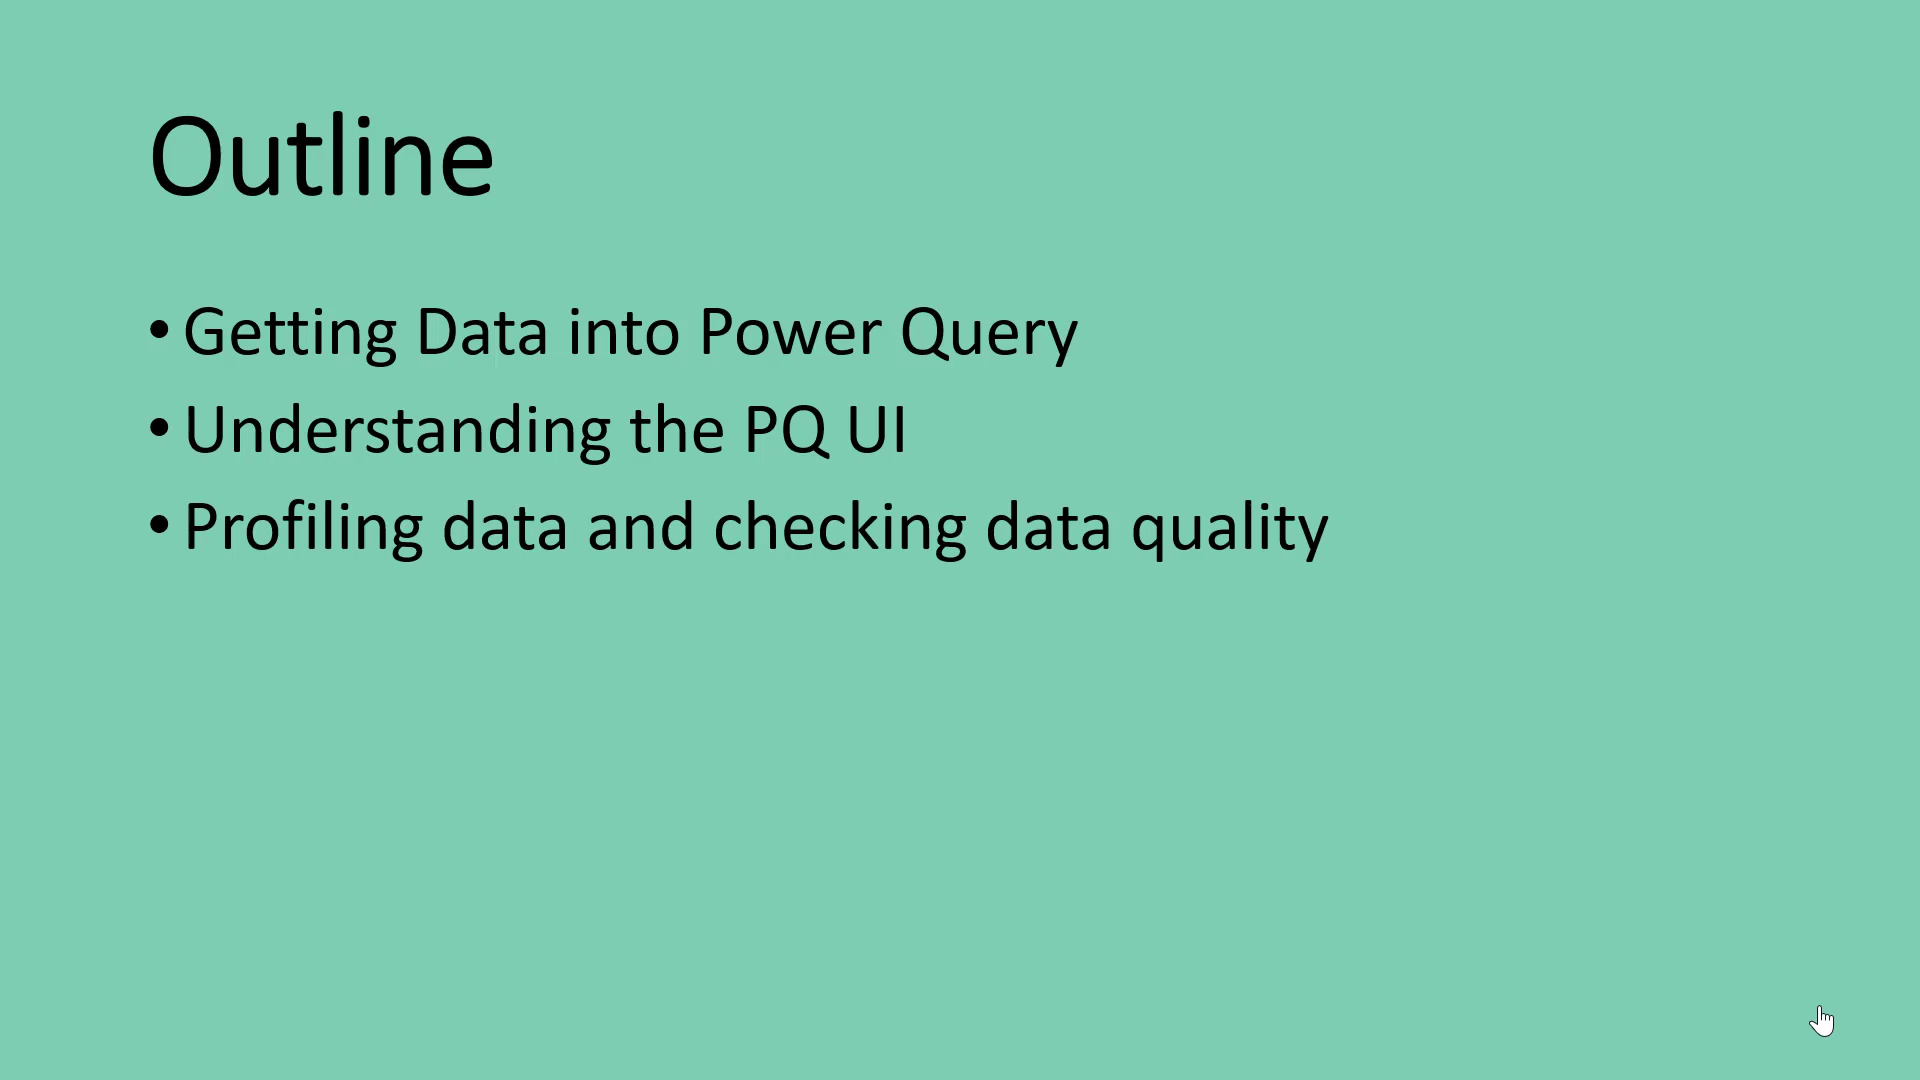 Outline
• Getting Data into Power Query
• Understanding the PQ UI
• Profiling data and checking data quality